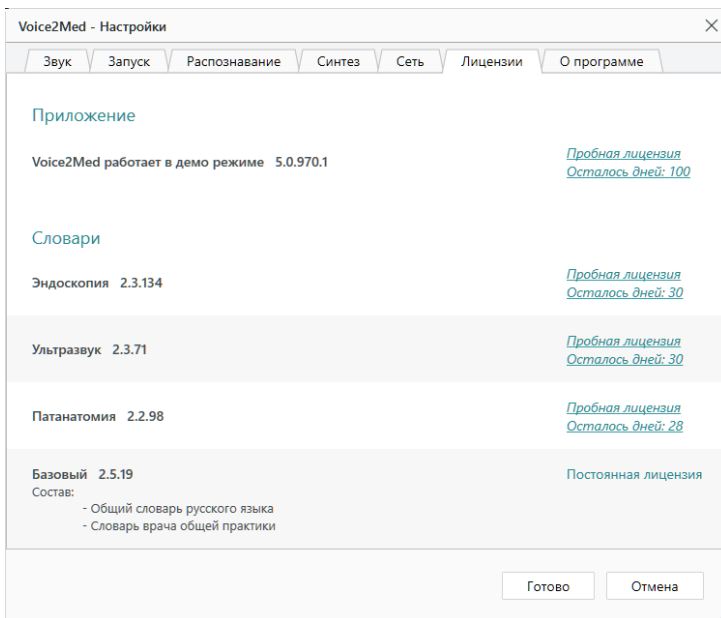 Voice2Med - Настройки
Звук Запуск Распознавание Синтез Сеть Лицензии О программе
Приложение
Voice2Med работает в демо режиме 5.0.970.1
Пробная лицензия
Осталось дней: 100
Словари
Эндоскопия 2.3.134
Пробная лицензия
Осталось дней: 30
Ультразвук 2.3.71
Пробная лицензия
Осталось дней: 30
Патанатомия 2.2.98
Пробная лицензия
Осталось дней: 28
Базовый 2.5.19 Постоянная лицензия
Состав:
- Общий словарь русского языка
- Словарь врача общей практики
Готово Отмена